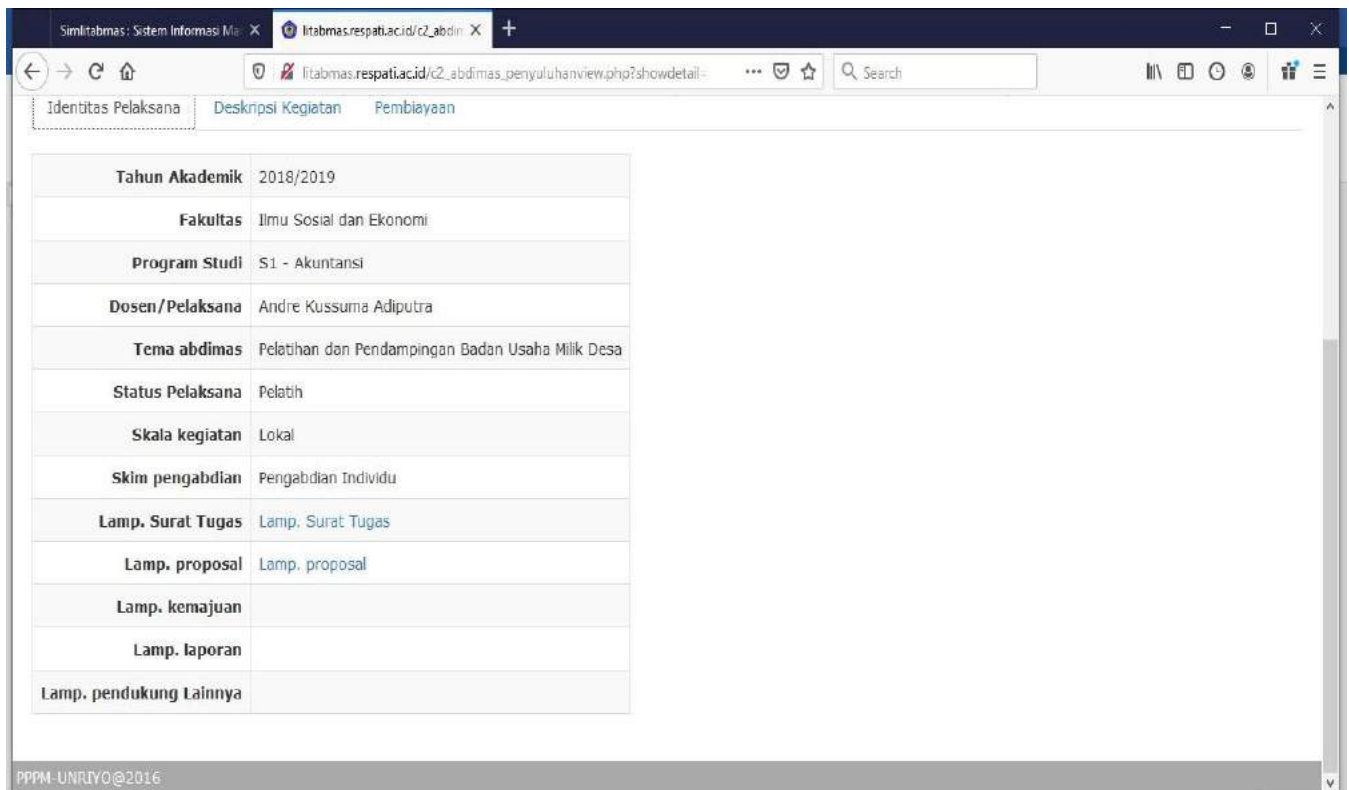 Simlitabmas : Sistem Informasi Ma
litabmas.respati.ac.id/c2_abdim
litabmas.respati.ac.id/c2_abdimas_penyuluhanview.php?showdetail=
Search
Identitas Pelaksana Deskripsi Kegiatan Pembiayaan
Tahun Akademik 2018/2019
Fakultas Ilmu Sosial dan Ekonomi
Program Studi S1 - Akuntansi
Dosen/Pelaksana Andre Kussuma Adiputra
Tema abdimas Pelatihan dan Pendampingan Badan Usaha Milik Desa
Status Pelaksana Pelatih
Skala kegiatan Lokal
Skim pengabdian Pengabdian Individu
Lamp. Surat Tugas Lamp. Surat Tugas
Lamp. proposal Lamp. proposal
Lamp. kemajuan
Lamp. laporan
Lamp. pendukung Lainnya
PPPM-UNRIYO@2016